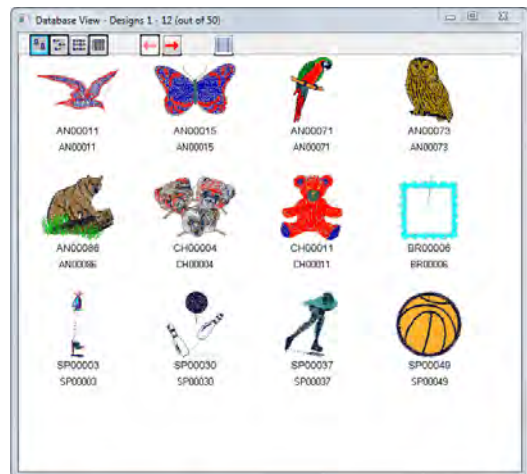 Database View - Designs 1 - 12 (out of 50)
AN00011 AN00015 AN00071 AN00073
AN00011 AN00015 AN00071 AN00073
AN00086 CH00004 CH00011 BR00006
AN00086 CH00004 CH00011 BR00006
SP00003 SP00030 SP00037 SP00049
SP00003 SP00030 SP00037 SP00049